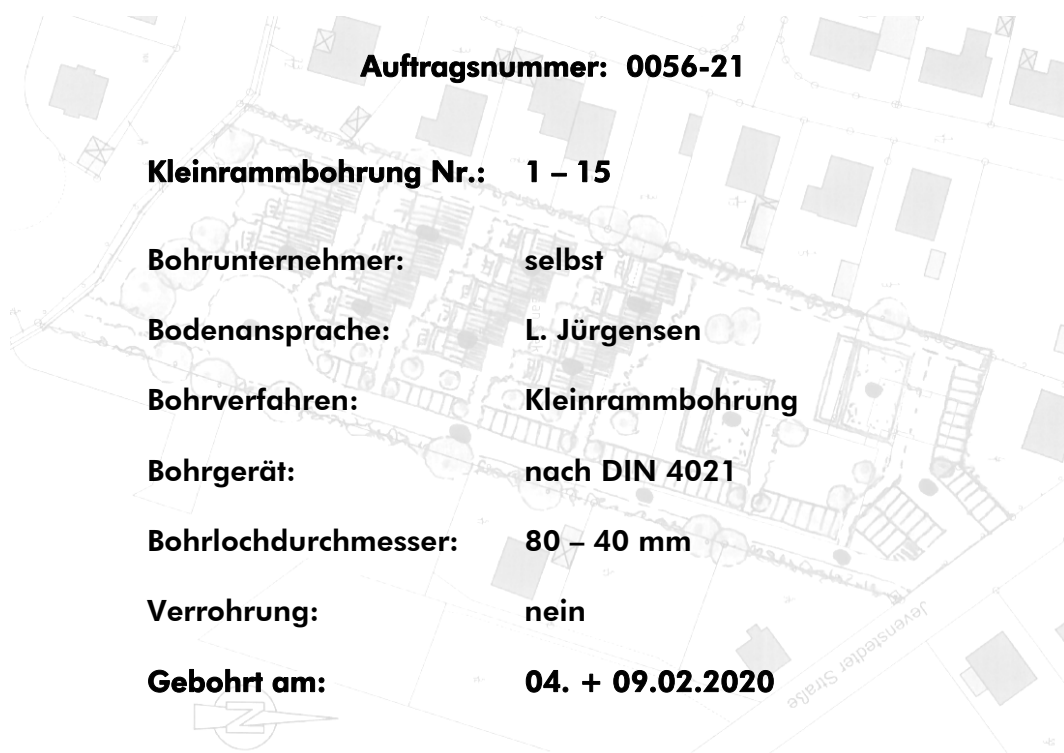 Auftragsnummer: 0056-21
Kleinrammbohrung Nr.: 1 – 15
Bohrunternehmer: selbst
Bodenansprache: L. Jürgensen
Bohrverfahren: Kleinrammbohrung
Bohrgerät: nach DIN 4021
Bohrlochdurchmesser: 80 – 40 mm
Verrohrung: nein
Jevenstedter Straße
Gebohrt am: 04. + 09.02.2020
N